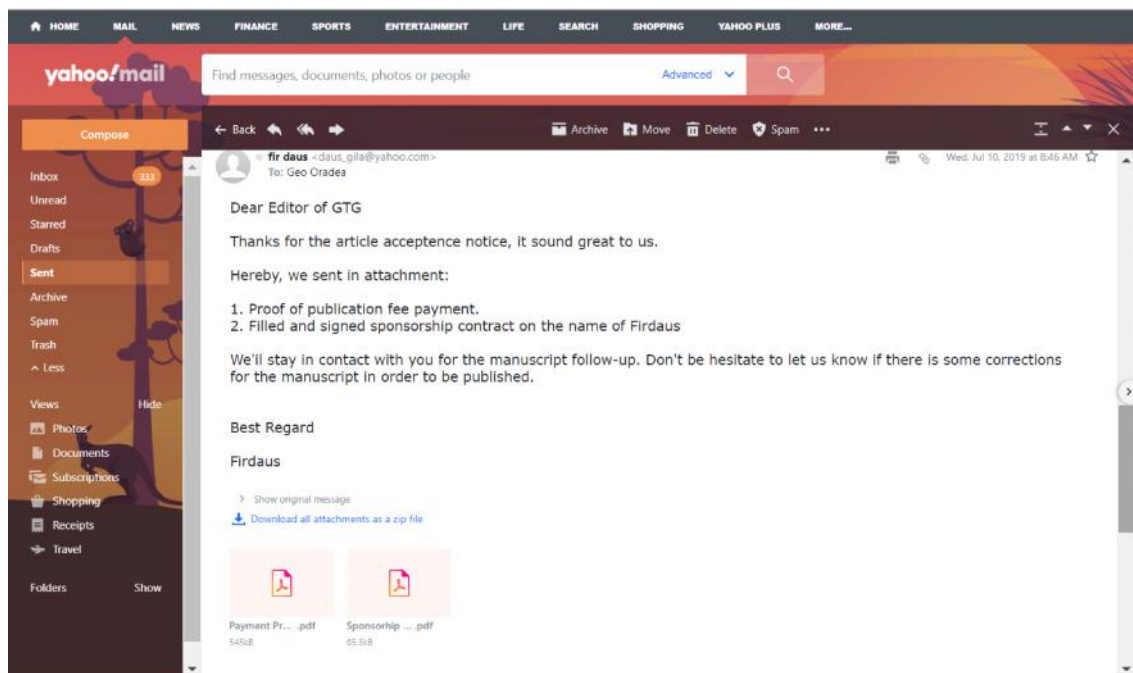 HOME MAIL NEWS FINANCE SPORTS ENTERTAINMENT LIFE SEARCH SHOPPING YAHOO PLUS MORE...
yahoo!mail
Find messages, documents, photos or people Advanced
Compose
Back Archive Move Delete Spam
fir daus <daus_gila@yahoo.com> Wed, Jul 10, 2019 at 8:46 AM
To: Geo Oradea
Inbox 333
Unread
Starred
Drafts
Sent
Archive
Spam
Trash
Less
Views Hide
Photos
Documents
Subscriptions
Shopping
Receipts
Travel
Folders Show
Dear Editor of GTG
Thanks for the article acceptence notice, it sound great to us.
Hereby, we sent in attachment:
1. Proof of publication fee payment.
2. Filled and signed sponsorship contract on the name of Firdaus
We'll stay in contact with you for the manuscript follow-up. Don't be hesitate to let us know if there is some corrections
for the manuscript in order to be published.
Best Regard
Firdaus
Show original message
Download all attachments as a zip file
Payment Pr... .pdf Sponsorhip ... .pdf